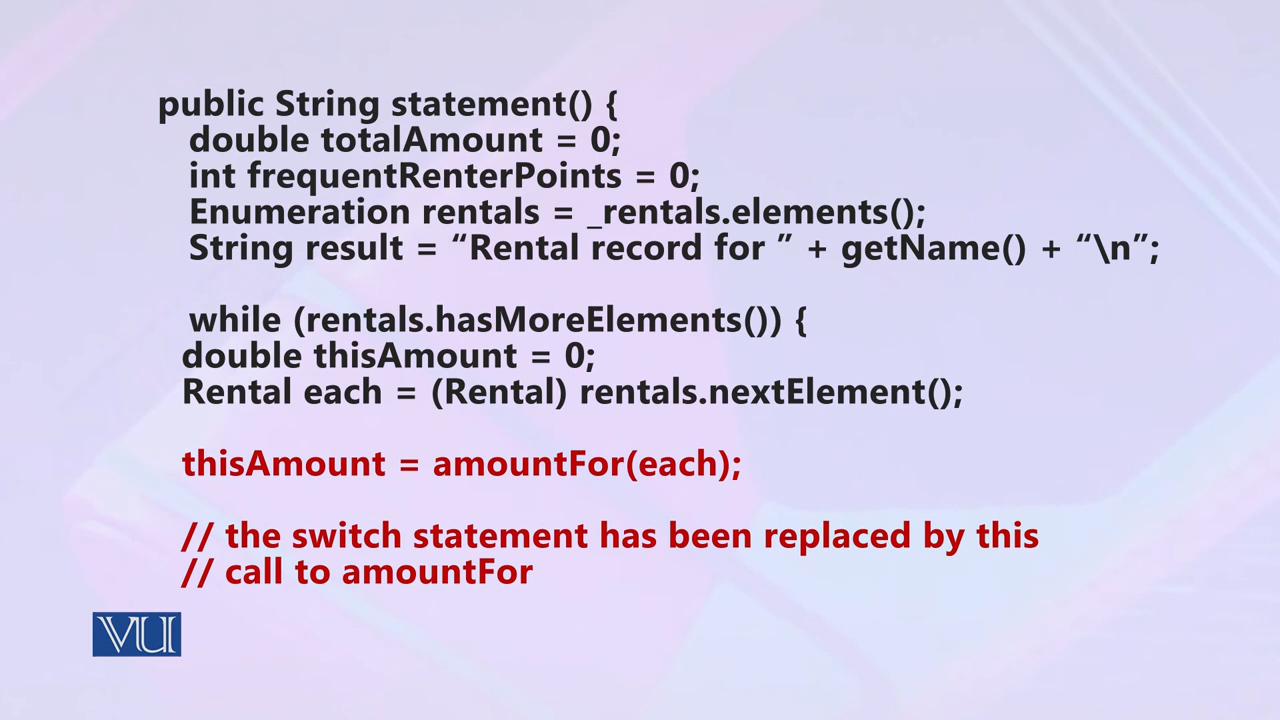 public String statement() {
double totalAmount = 0;
int frequentRenterPoints = 0;
Enumeration rentals = _rentals.elements();
String result = “Rental record for ” + getName() + “\n”;
while (rentals.hasMoreElements()) {
double thisAmount = 0;
Rental each = (Rental) rentals.nextElement();
thisAmount = amountFor(each);
// the switch statement has been replaced by this
// call to amountFor
VU